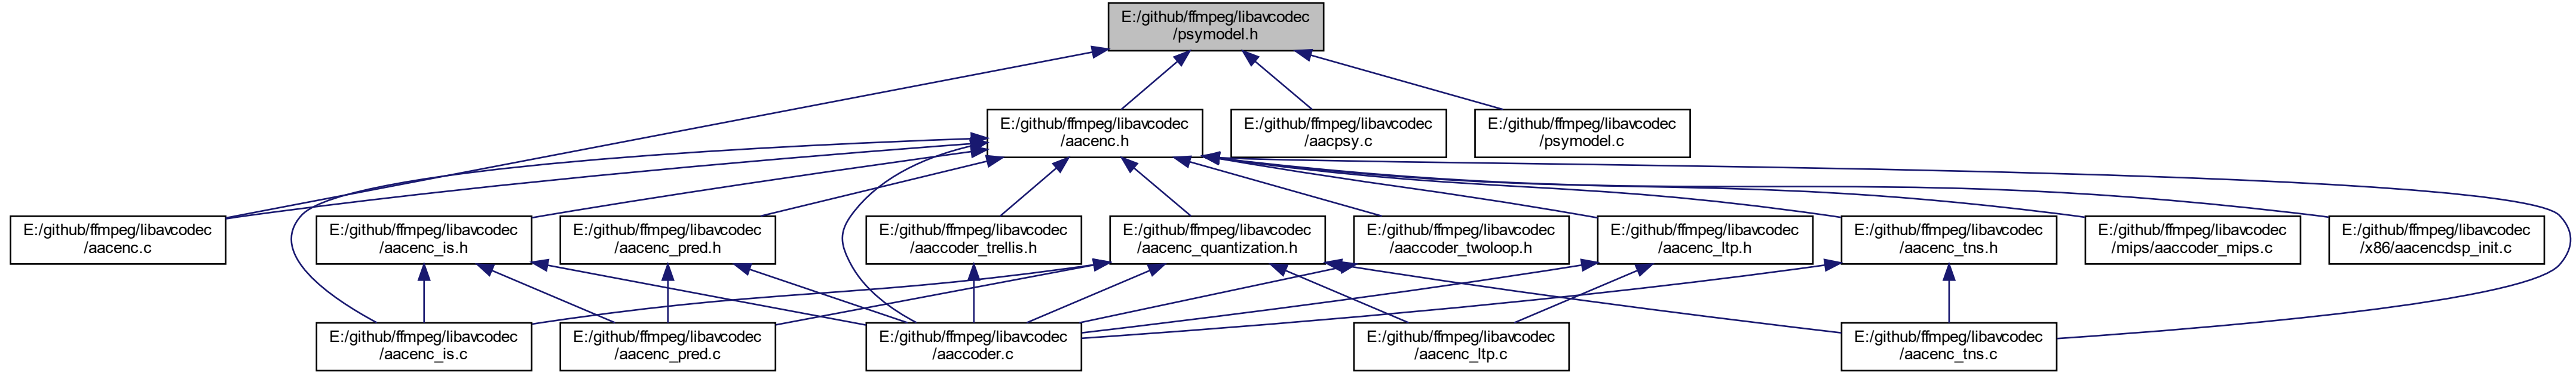 E:/github/ffmpeg/libavcodec
/psymodel.h
E:/github/ffmpeg/libavcodec
/aacenc.h
E:/github/ffmpeg/libavcodec
/aacpsy.c
E:/github/ffmpeg/libavcodec
/psymodel.c
E:/github/ffmpeg/libavcodec
/aacenc.c
E:/github/ffmpeg/libavcodec
/aacenc_is.h
E:/github/ffmpeg/libavcodec
/aacenc_pred.h
E:/github/ffmpeg/libavcodec
/aaccoder_trellis.h
E:/github/ffmpeg/libavcodec
/aacenc_quantization.h
E:/github/ffmpeg/libavcodec
/aaccoder_twoloop.h
E:/github/ffmpeg/libavcodec
/aacenc_ltp.h
E:/github/ffmpeg/libavcodec
/aacenc_tns.h
E:/github/ffmpeg/libavcodec
/mips/aaccoder_mips.c
E:/github/ffmpeg/libavcodec
/x86/aacencdsp_init.c
E:/github/ffmpeg/libavcodec
/aacenc_is.c
E:/github/ffmpeg/libavcodec
/aacenc_pred.c
E:/github/ffmpeg/libavcodec
/aaccoder.c
E:/github/ffmpeg/libavcodec
/aacenc_ltp.c
E:/github/ffmpeg/libavcodec
/aacenc_tns.c